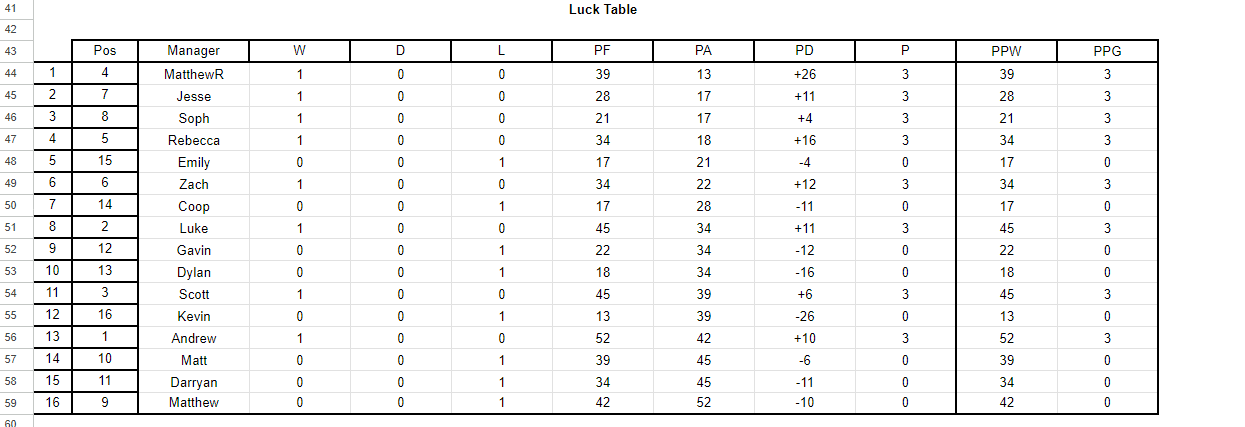 41 Luck Table
42
43 Pos Manager W D L PF PA PD P PPW PPG
44 1 4 MatthewR 1 0 0 39 13 +26 3 39 3
45 2 7 Jesse 1 0 0 28 17 +11 3 28 3
46 3 8 Soph 1 0 0 21 17 +4 3 21 3
47 4 5 Rebecca 1 0 0 34 18 +16 3 34 3
48 5 15 Emily 0 0 1 17 21 -4 0 17 0
49 6 6 Zach 1 0 0 34 22 +12 3 34 3
50 7 14 Coop 0 0 1 17 28 -11 0 17 0
51 8 2 Luke 1 0 0 45 34 +11 3 45 3
52 9 12 Gavin 0 0 1 22 34 -12 0 22 0
53 10 13 Dylan 0 0 1 18 34 -16 0 18 0
54 11 3 Scott 1 0 0 45 39 +6 3 45 3
55 12 16 Kevin 0 0 1 13 39 -26 0 13 0
56 13 1 Andrew 1 0 0 52 42 +10 3 52 3
57 14 10 Matt 0 0 1 39 45 -6 0 39 0
58 15 11 Darryan 0 0 1 34 45 -11 0 34 0
59 16 9 Matthew 0 0 1 42 52 -10 0 42 0
60